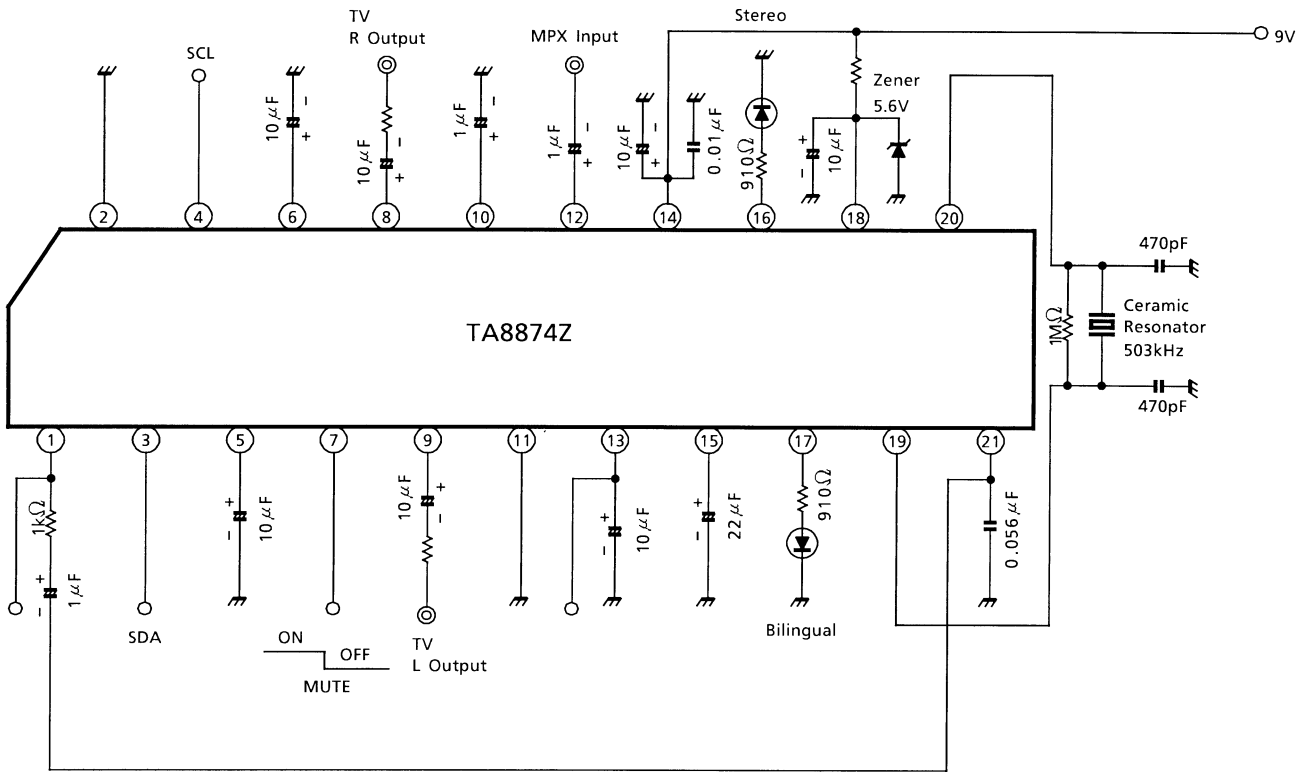 TV
R Output
Stereo
SCL
MPX Input
9V
Zener
5.6V
10μF
10μF
1μF
1μF
10μF
0.01μF
910Ω
10μF
− + − + − + − + − + + −
2 4 6 8 10 12 14 16 18 20
470pF
TA8874Z
1MΩ
Ceramic
Resonator
503kHz
470pF
1 3 5 7 9 11 13 15 17 19 21
1kΩ
+ − 1μF
+ − 10μF
10μF + −
+ − 10μF
+ − 22μF
910Ω
0.056μF
SDA
ON
OFF
MUTE
TV
L Output
Bilingual